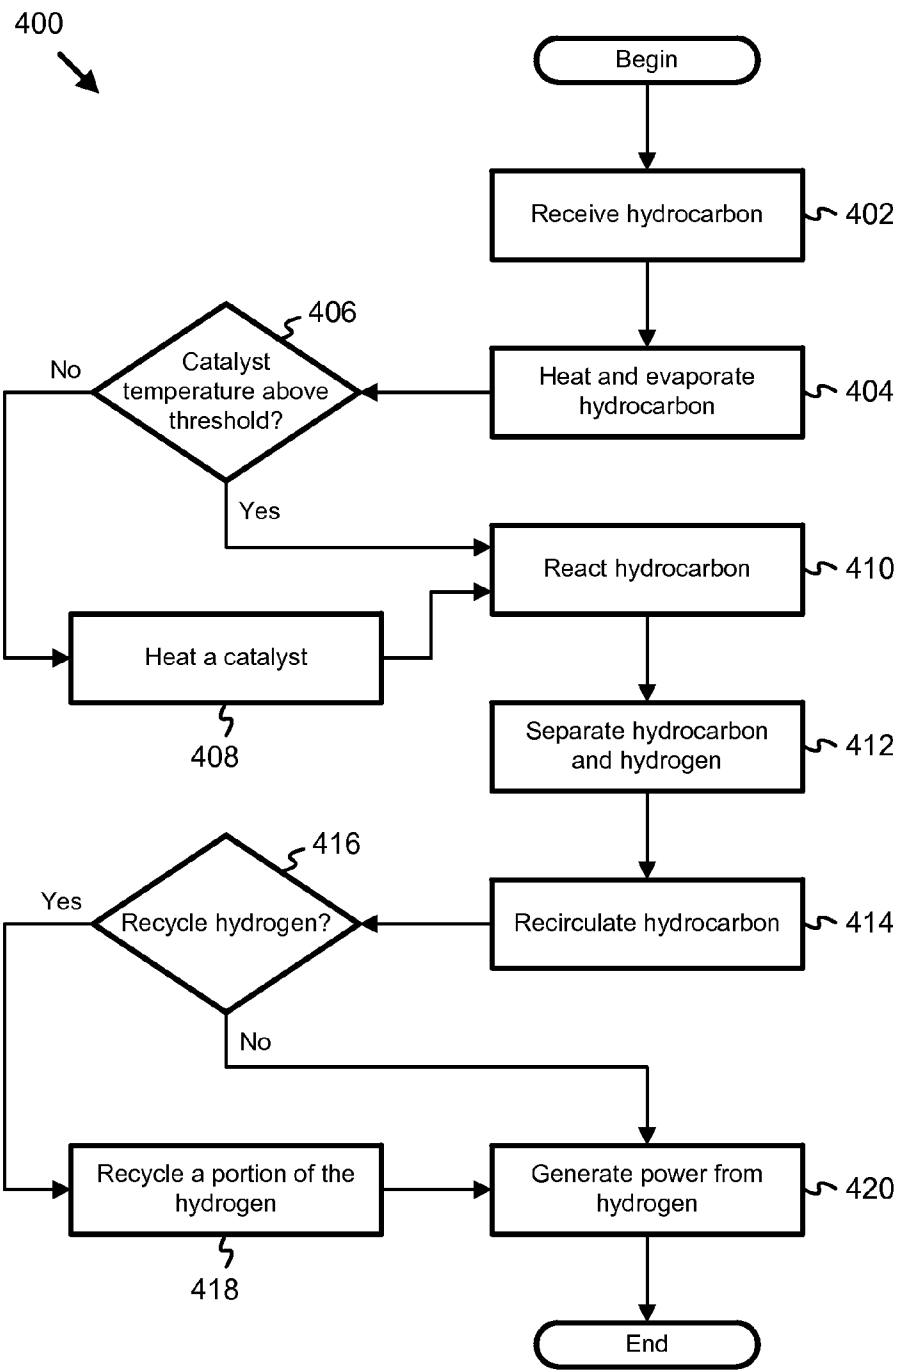 400
Begin
Receive hydrocarbon
402
406
Catalyst
temperature above
threshold?
No
Heat and evaporate
hydrocarbon
404
Yes
React hydrocarbon
410
Heat a catalyst
408
Separate hydrocarbon
and hydrogen
412
416
Yes
Recycle hydrogen?
Recirculate hydrocarbon
414
No
Recycle a portion of the
hydrogen
418
Generate power from
hydrogen
420
End